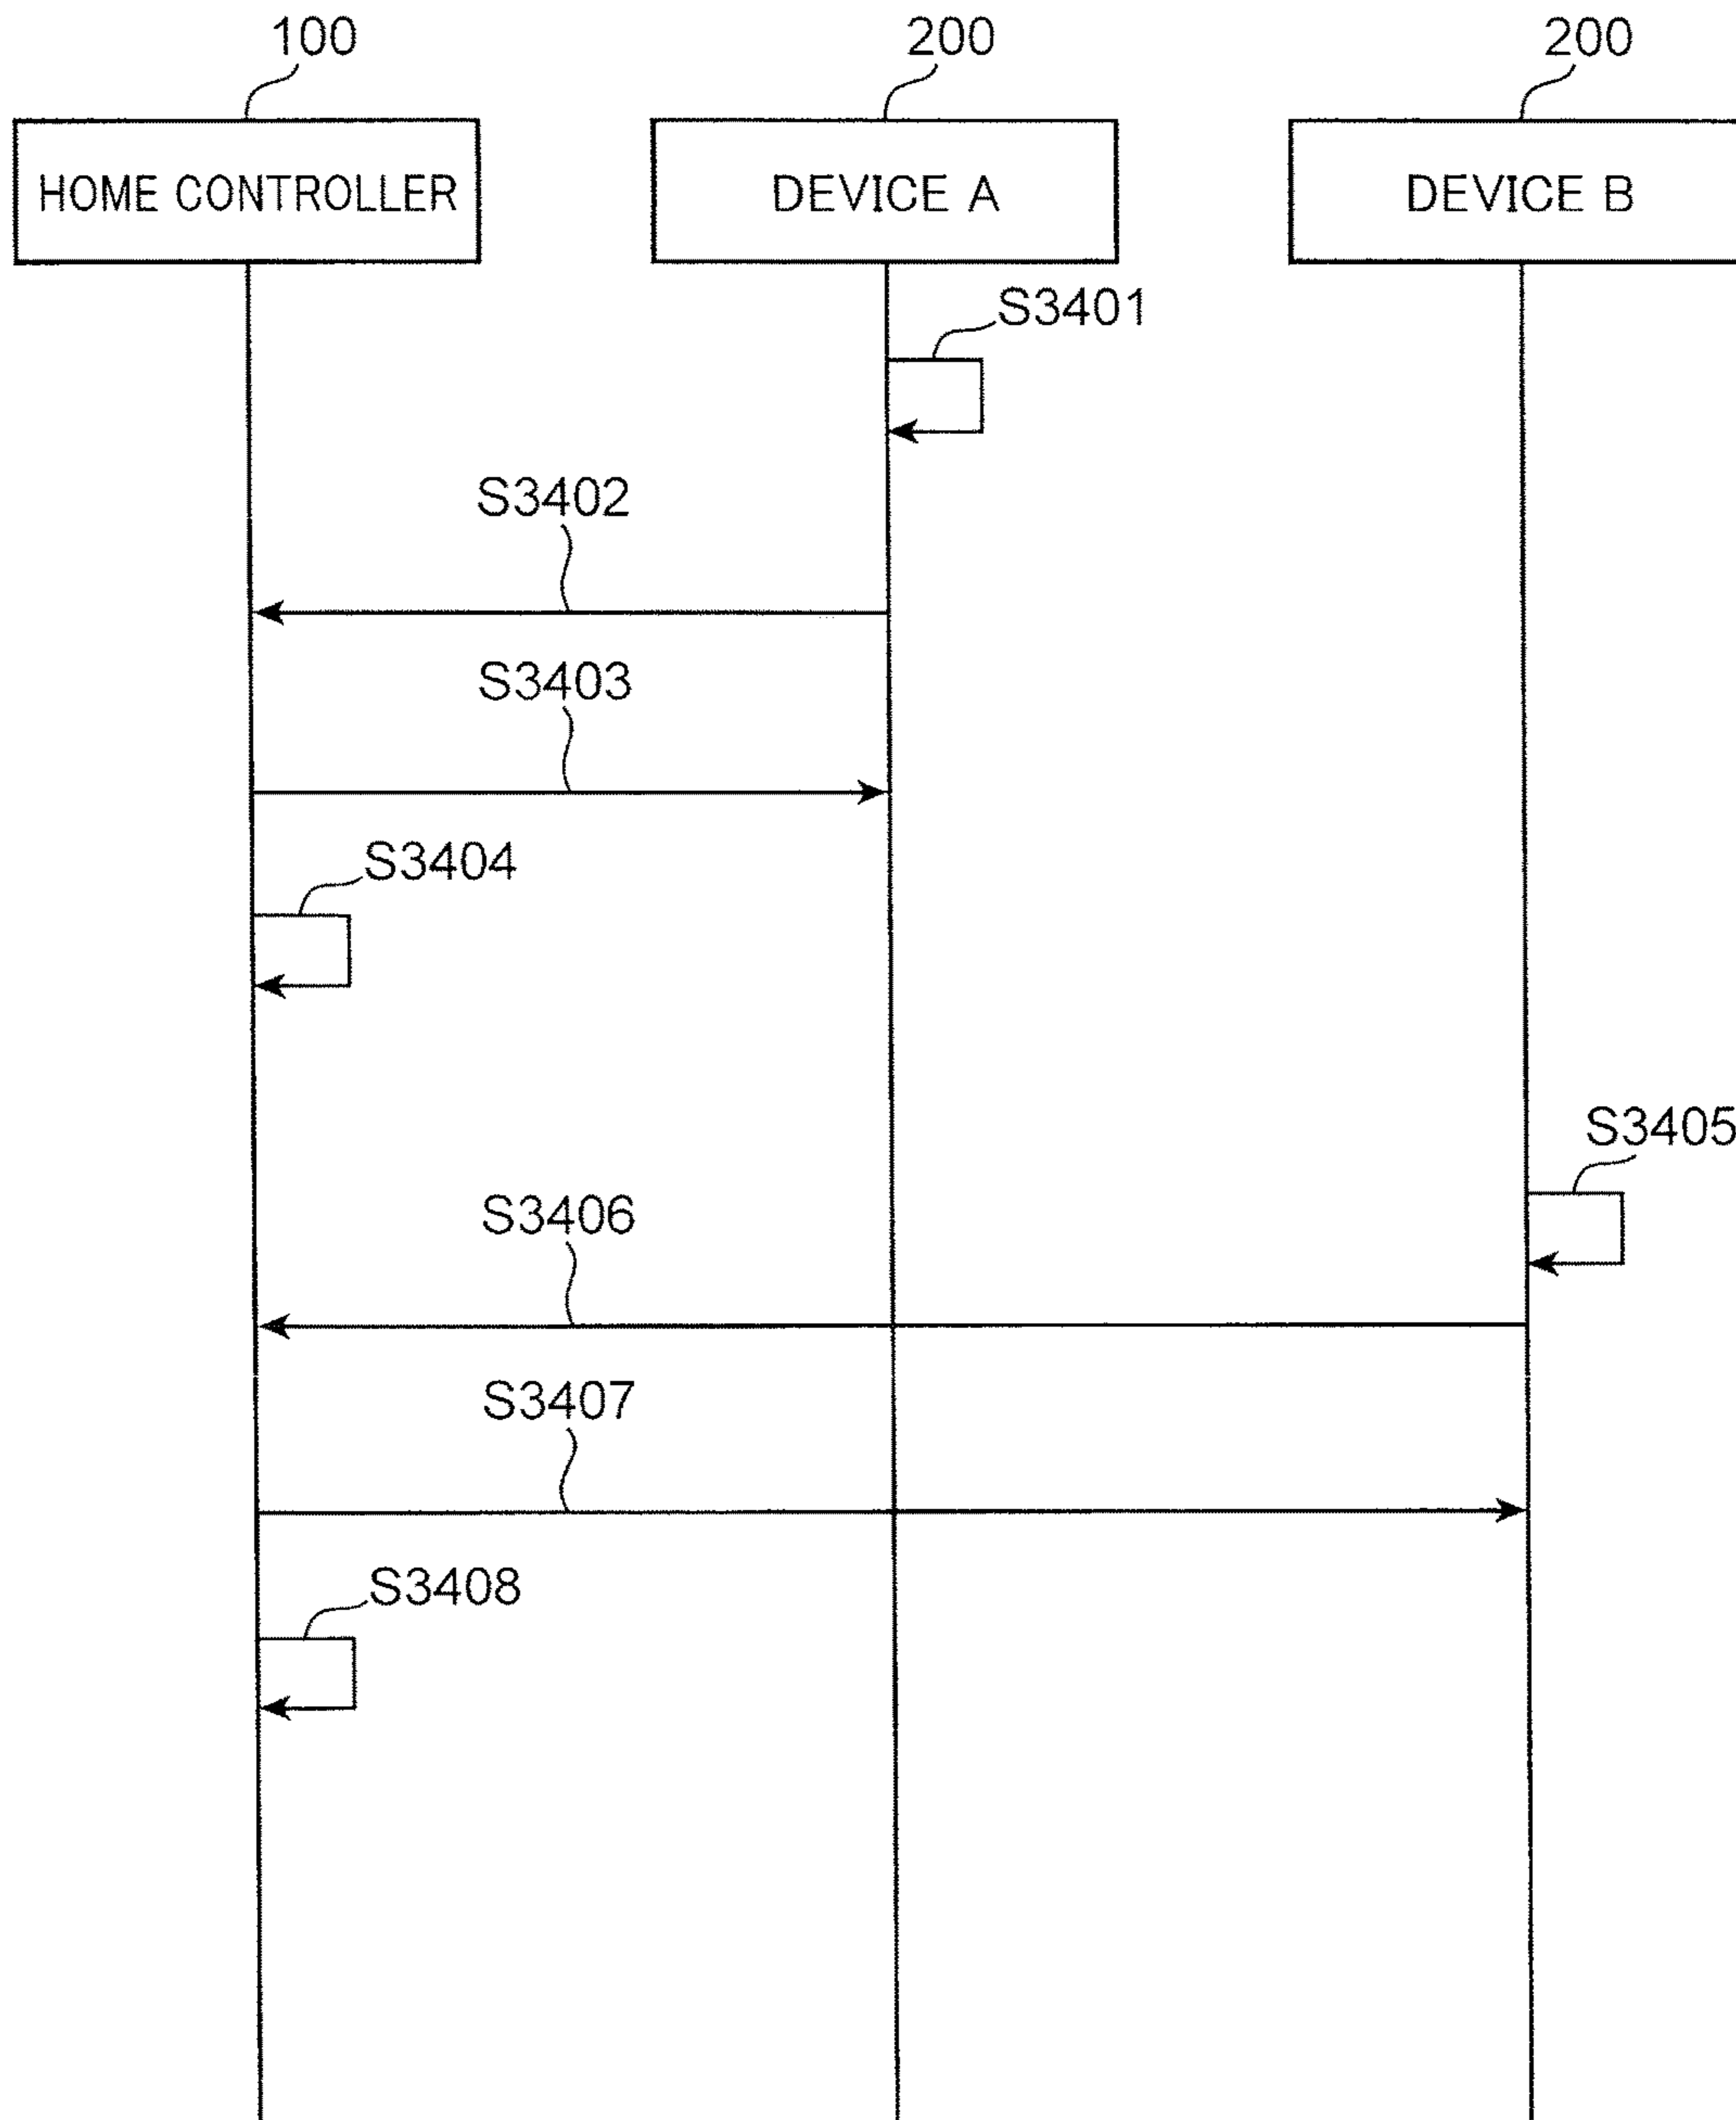 100
200
200
HOME CONTROLLER
DEVICE A
DEVICE B
S3401
S3402
S3403
S3404
S3405
S3406
S3407
S3408